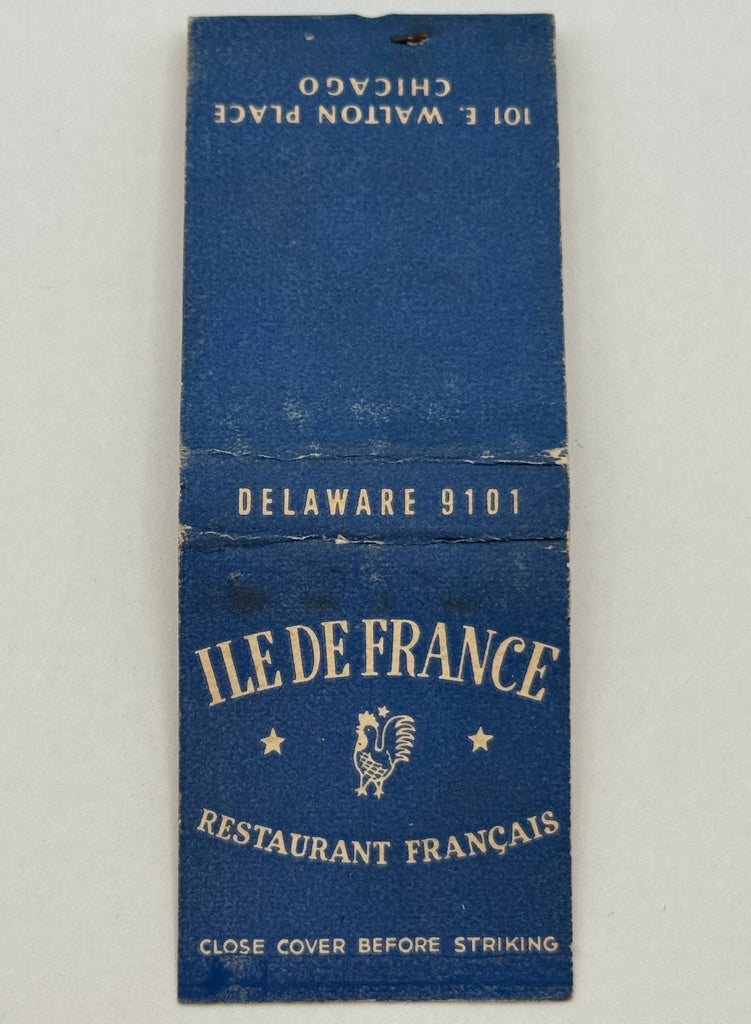 101 E. WALTON PLACE
CHICAGO
DELAWARE 9101
ILE DE FRANCE
RESTAURANT FRANÇAIS
CLOSE COVER BEFORE STRIKING